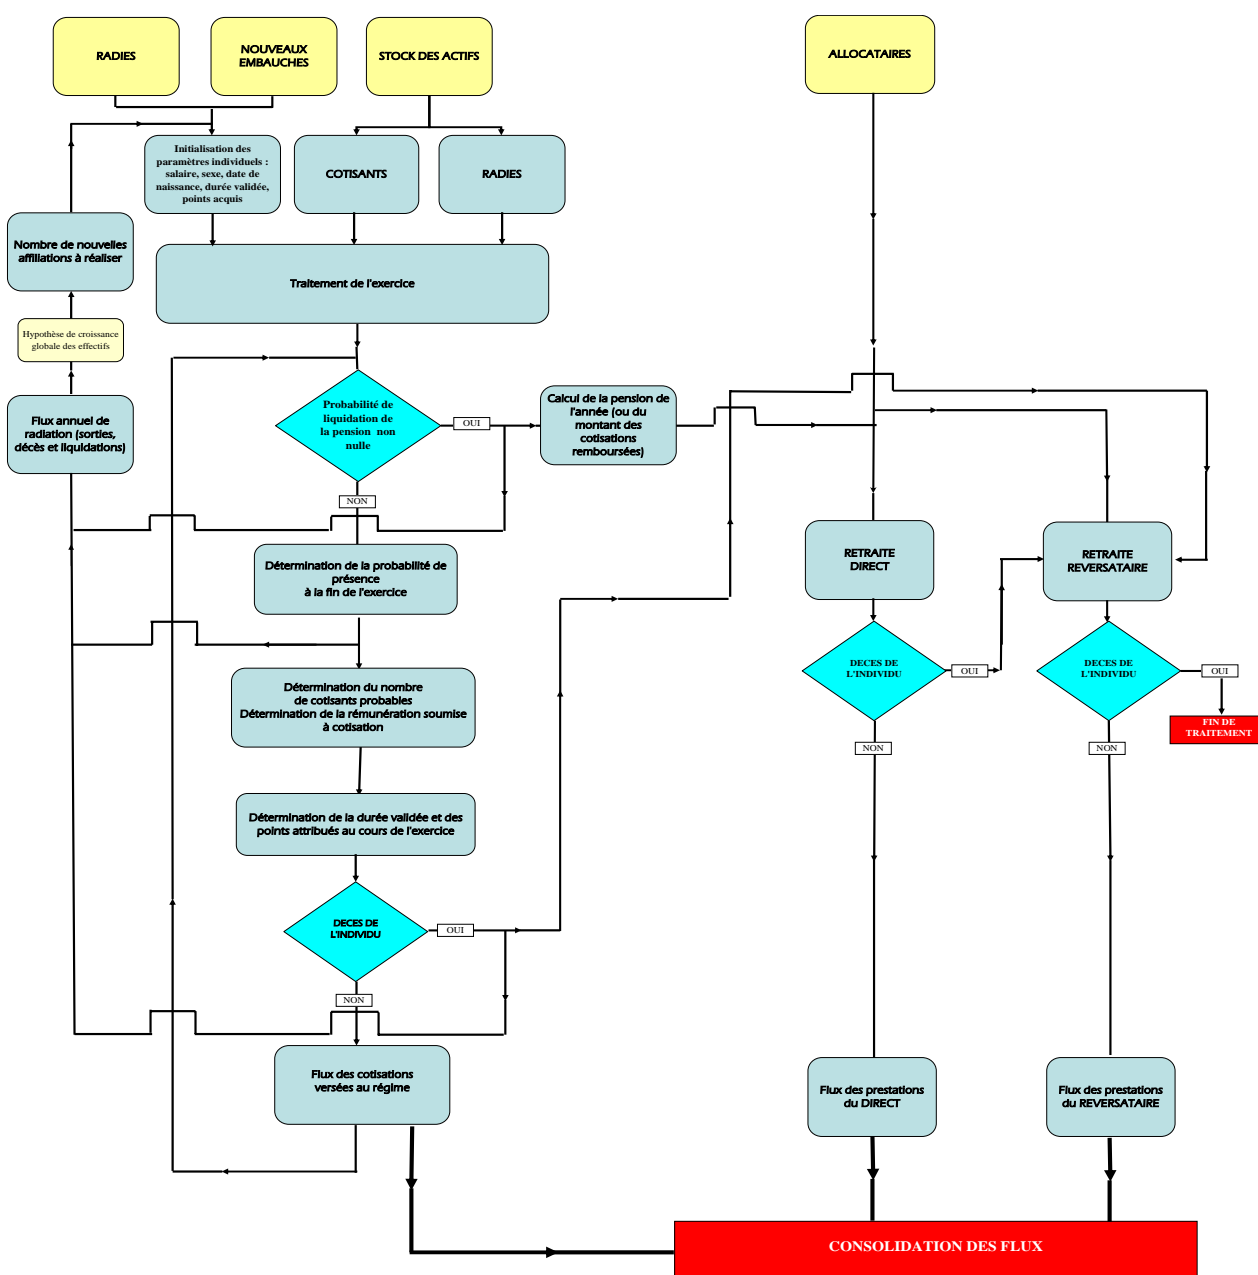 RADIES
NOUVEAUX
EMBAUCHES
STOCK DES ACTIFS
ALLOCATAIRES
Initialisation des
paramètres individuels :
salaire, sexe, date de
naissance, durée validée,
points acquis
COTISANTS
RADIES
Nombre de nouvelles
affiliations à réaliser
Traitement de l'exercice
Hypothèse de croissance
globale des effectifs
Flux annuel de
radiation (sorties,
décès et liquidations)
Probabilité de
liquidation de
la pension non
nulle
OUI
Calcul de la pension de
l'année (ou du
montant des
cotisations
remboursées)
NON
Détermination de la probabilité de
présence
à la fin de l'exercice
RETRAITE
DIRECT
RETRAITE
REVERSATAIRE
Détermination du nombre
de cotisants probables
Détermination de la rémunération soumise
à cotisation
DECES DE
L'INDIVIDU
OUI
DECES DE
L'INDIVIDU
OUI
FIN DE
TRAITEMENT
NON
NON
Détermination de la durée validée et des
points attribués au cours de l'exercice
DECES DE
L'INDIVIDU
OUI
NON
Flux des cotisations
versées au régime
Flux des prestations
du DIRECT
Flux des prestations
du REVERSATAIRE
CONSOLIDATION DES FLUX